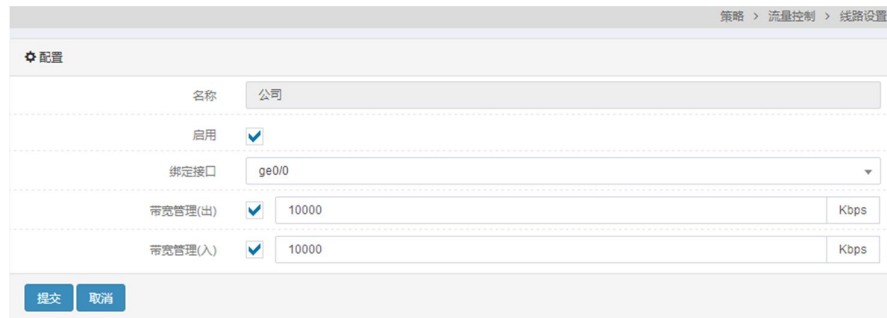 策略 > 流量控制 > 线路设置
配置
名称 公司
启用
绑定接口 ge0/0
带宽管理(出) 10000 Kbps
带宽管理(入) 10000 Kbps
提交 取消